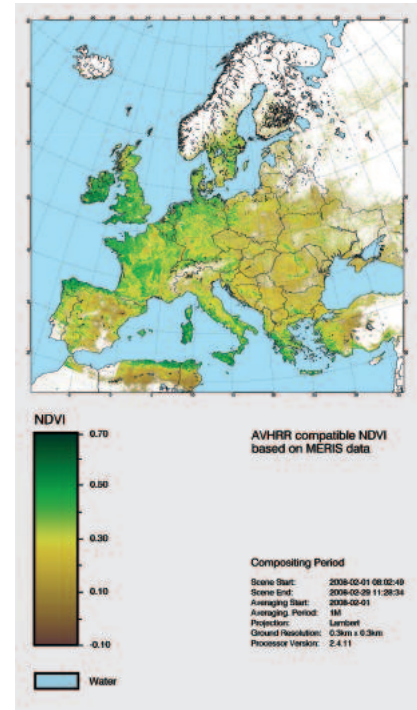 NDVI
0.70
0.50
0.30
0.10
-0.10
Water
AVHRR compatible NDVI
based on MERIS data
Compositing Period
Scene Start: 2008-02-01 08:02:49
Scene End: 2008-02-29 11:28:34
Averaging Start: 2008-02-01
Averaging. Period: 1M
Projection: Lambert
Ground Resolution: 0.3km x 0.3km
Processor Version: 2.4.11